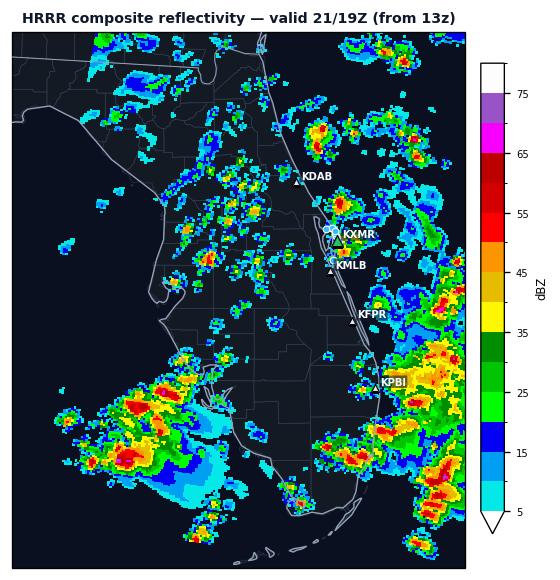 HRRR composite reflectivity — valid 21/19Z (from 13z)
KDAB
KXMR
KMLB
KFPR
KPBI
75
65
55
45
35
25
15
5
dBZ